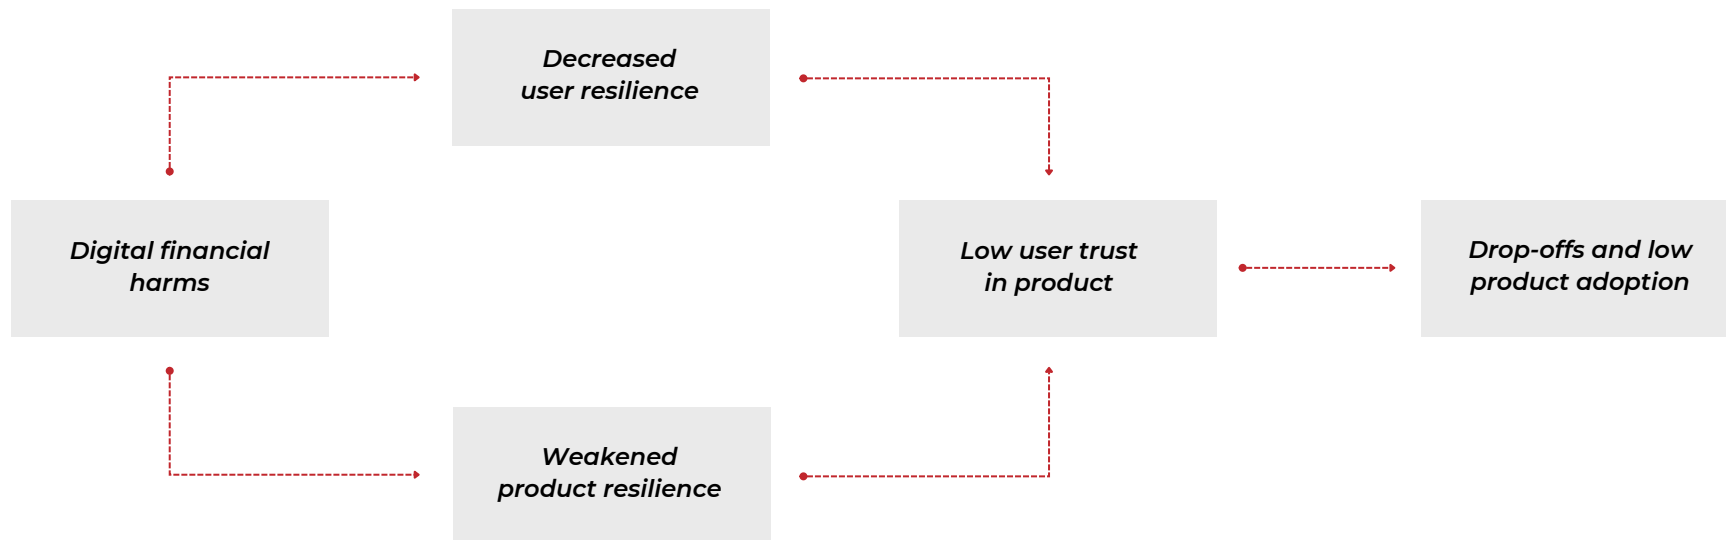 Decreased
user resilience
Digital financial
harms
Low user trust
in product
Drop-offs and low
product adoption
Weakened
product resilience